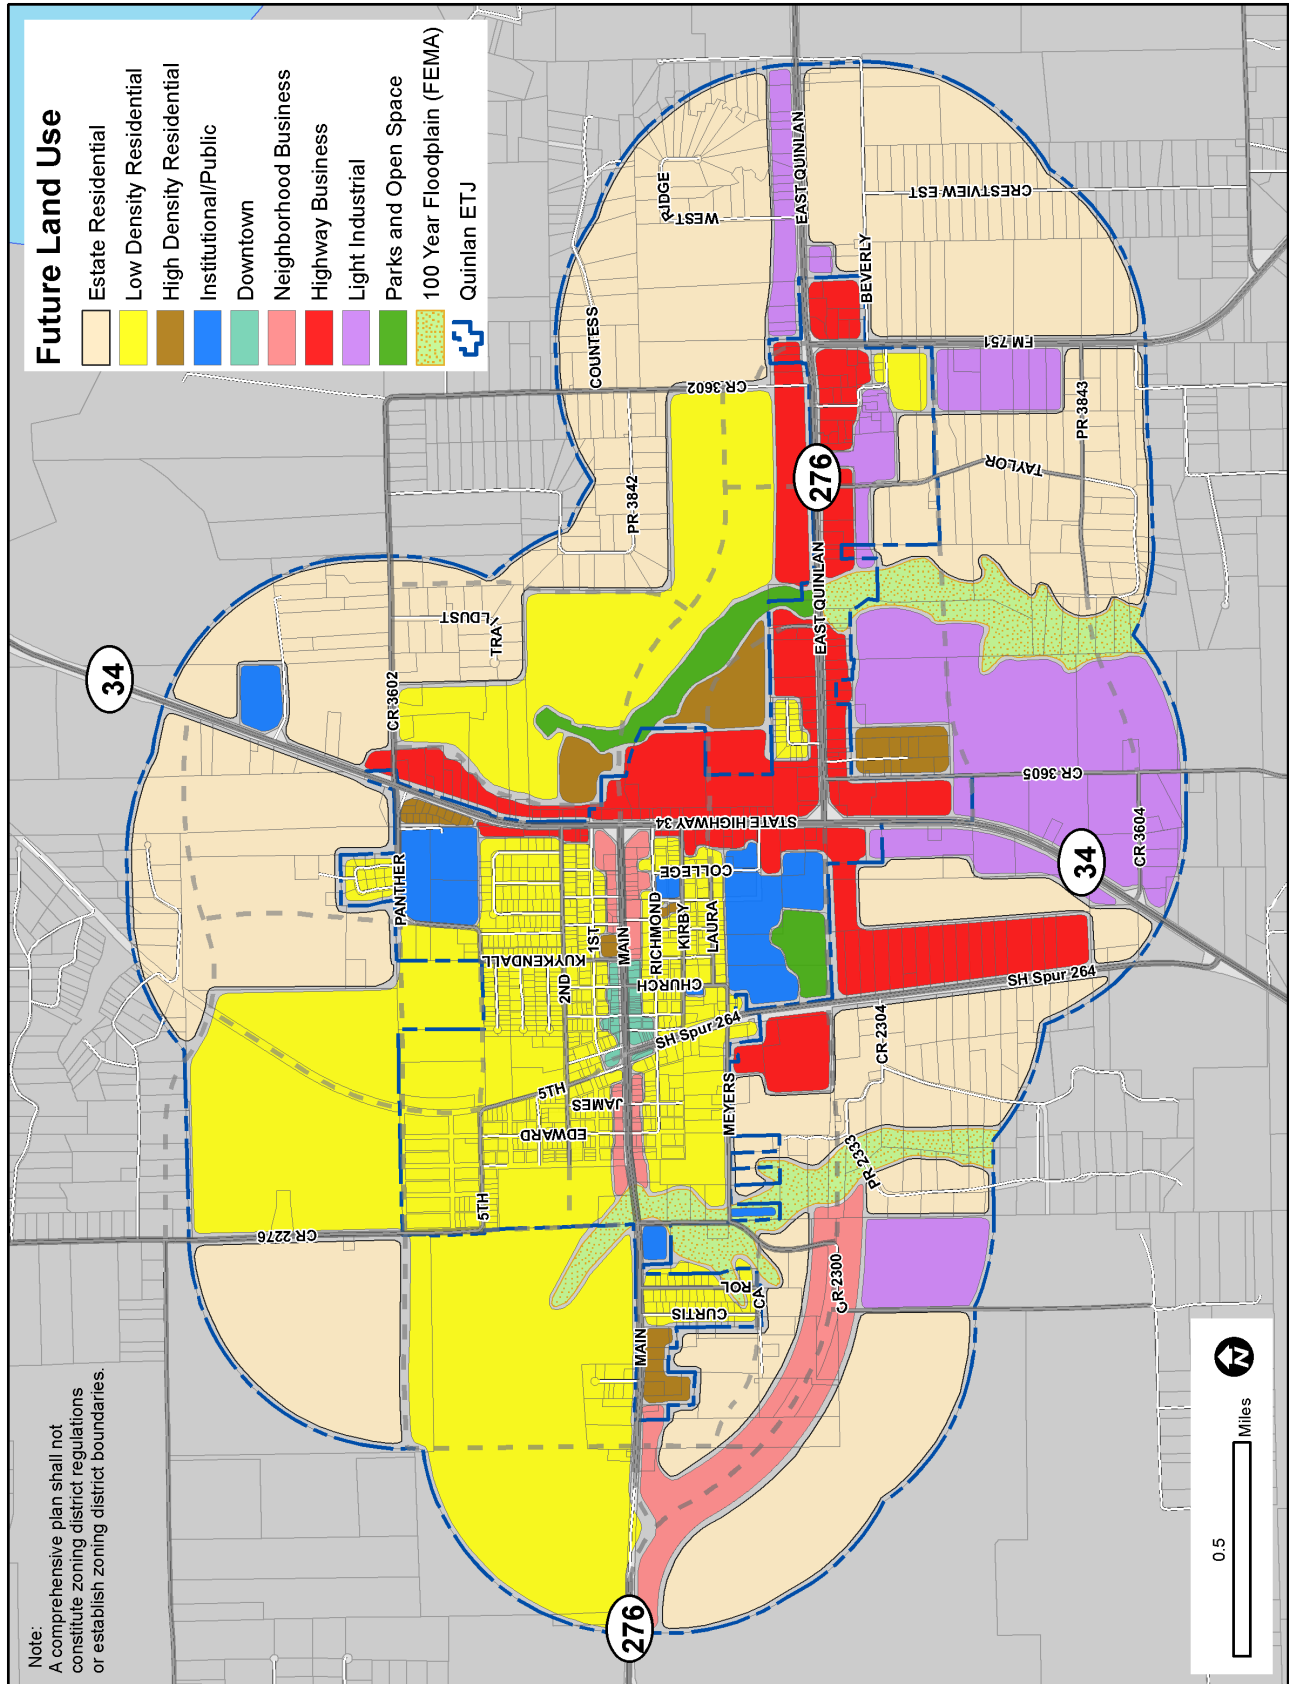 Note:
A comprehensive plan shall not
constitute zoning district regulations
or establish zoning district boundaries.
Future Land Use
Estate Residential
Low Density Residential
High Density Residential
Institutional/Public
Downtown
Neighborhood Business
Highway Business
Light Industrial
Parks and Open Space
100 Year Floodplain (FEMA)
Quinlan ETJ
34
CR 3602
PANTHER
CR 2276
5TH
5TH
EDWARD
JAMES
2ND
1ST
KUYKENDALL
MAIN
RICHMOND
KIRBY
LAURA
COLLEGE
CHURCH
SH Spur 264
MEYERS
STATE HIGHWAY 34
COUNTESS
CR 3602
PR 3842
RIDGE
WEST
EAST QUINLAN
BEVERLY
CRESTVIEW EST
FM 751
PR 3843
TAYLOR
276
EAST QUINLAN
CR 3605
CR 3604
34
SH Spur 264
CR 2304
PR 2333
CR 2300
ROL
CA
CURTIS
MAIN
276
0.5
Miles
N